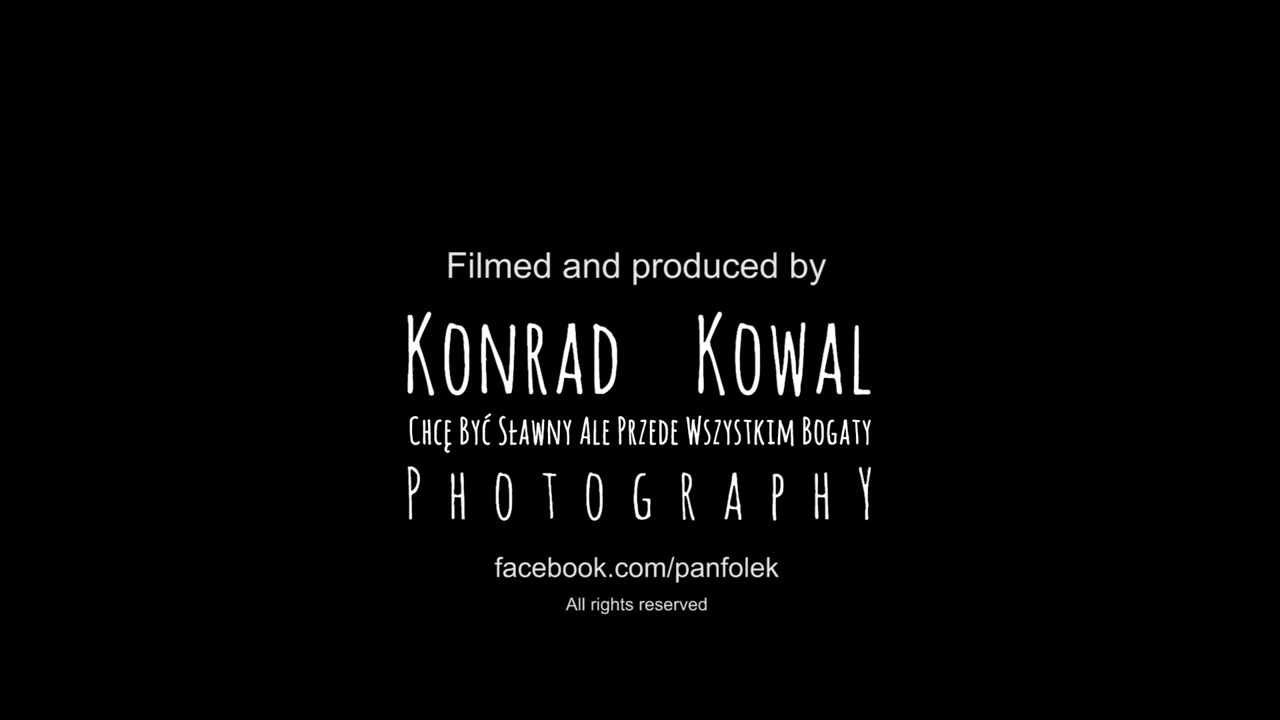 Filmed and produced by
KONRAD KOWAL
CHCĘ BYĆ SŁAWNY ALE PRZEDE WSZYSTKIM BOGATY
PHOTOGRAPHY
facebook.com/panfolek
All rights reserved